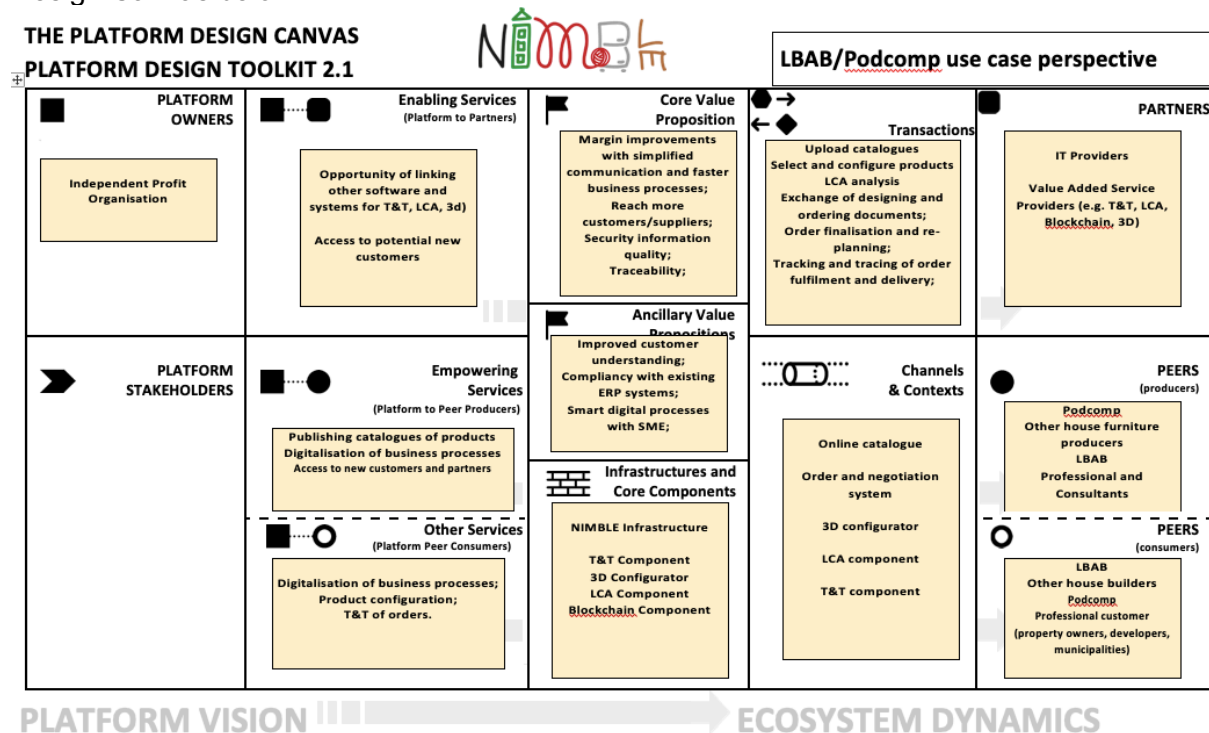 THE PLATFORM DESIGN CANVAS
PLATFORM DESIGN TOOLKIT 2.1
NIMBLE
LBAB/Podcomp use case perspective
PLATFORM
OWNERS
Independent Profit
Organisation
Enabling Services
(Platform to Partners)
Opportunity of linking
other software and
systems for T&T, LCA, 3d)
Access to potential new
customers
Core Value
Proposition
Margin improvements
with simplified
communication and faster
business processes;
Reach more
customers/suppliers;
Security information
quality;
Traceability;
Transactions
Upload catalogues
Select and configure products
LCA analysis
Exchange of designing and
ordering documents;
Order finalisation and re-
planning;
Tracking and tracing of order
fulfilment and delivery;
PARTNERS
IT Providers
Value Added Service
Providers (e.g. T&T, LCA,
Blockchain, 3D)
Ancillary Value
Propositions
Improved customer
understanding;
Compliancy with existing
ERP systems;
Smart digital processes
with SME;
PLATFORM
STAKEHOLDERS
Empowering
Services
(Platform to Peer Producers)
Publishing catalogues of products
Digitalisation of business processes
Access to new customers and partners
Other Services
(Platform Peer Consumers)
Digitalisation of business processes;
Product configuration;
T&T of orders.
Infrastructures and
Core Components
NIMBLE Infrastructure
T&T Component
3D Configurator
LCA Component
Blockchain Component
Channels
& Contexts
Online catalogue
Order and negotiation
system
3D configurator
LCA component
T&T component
PEERS
(producers)
Podcomp
Other house furniture
producers
LBAB
Professional and
Consultants
PEERS
(consumers)
LBAB
Other house builders
Podcomp
Professional customer
(property owners, developers,
municipalities)
PLATFORM VISION
ECOSYSTEM DYNAMICS